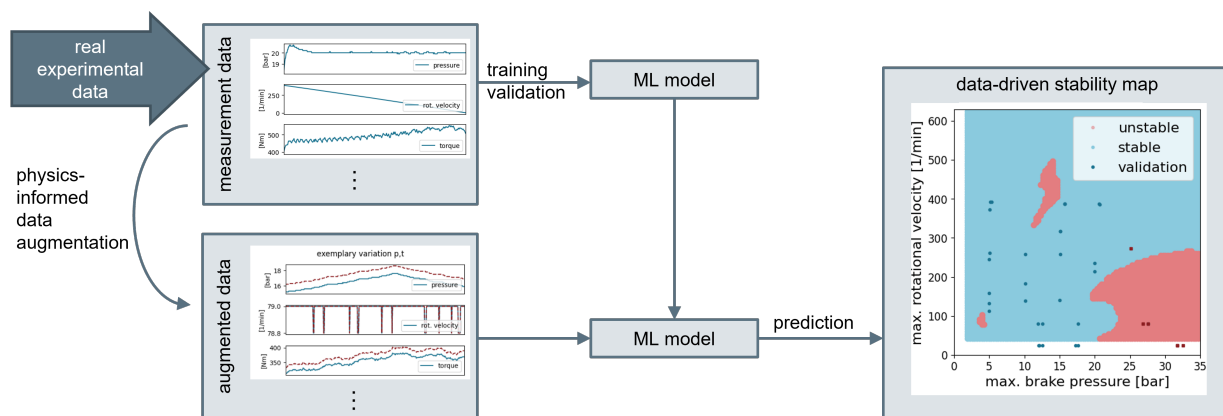 real
experimental
data
physics-
informed
data
augmentation
measurement data
[bar]
20
19
pressure
[1/min]
250
0
rot. velocity
[Nm]
500
400
torque
augmented data
exemplary variation p,t
[bar]
18
16
pressure
[1/min]
79.0
78.8
rot. velocity
[Nm]
400
350
torque
training
validation
ML model
ML model
prediction
data-driven stability map
max. rotational velocity [1/min]
600
500
400
300
200
100
0
unstable
stable
validation
0 5 10 15 20 25 30 35
max. brake pressure [bar]